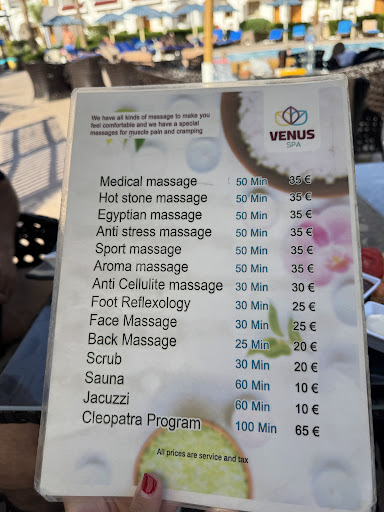 We have all kinds of massage to make you
feel comfortable and we have a special
massages for muscle pain and cramping
VENUS
SPA
Medical massage 50 Min 35 €
Hot stone massage 50 Min 35 €
Egyptian massage 50 Min 35 €
Anti stress massage 50 Min 35 €
Sport massage 50 Min 35 €
Aroma massage 50 Min 35 €
Anti Cellulite massage 30 Min 30 €
Foot Reflexology 30 Min 25 €
Face Massage 30 Min 25 €
Back Massage 25 Min 20 €
Scrub 30 Min 20 €
Sauna 60 Min 10 €
Jacuzzi 60 Min 10 €
Cleopatra Program 100 Min 65 €
All prices are service and tax